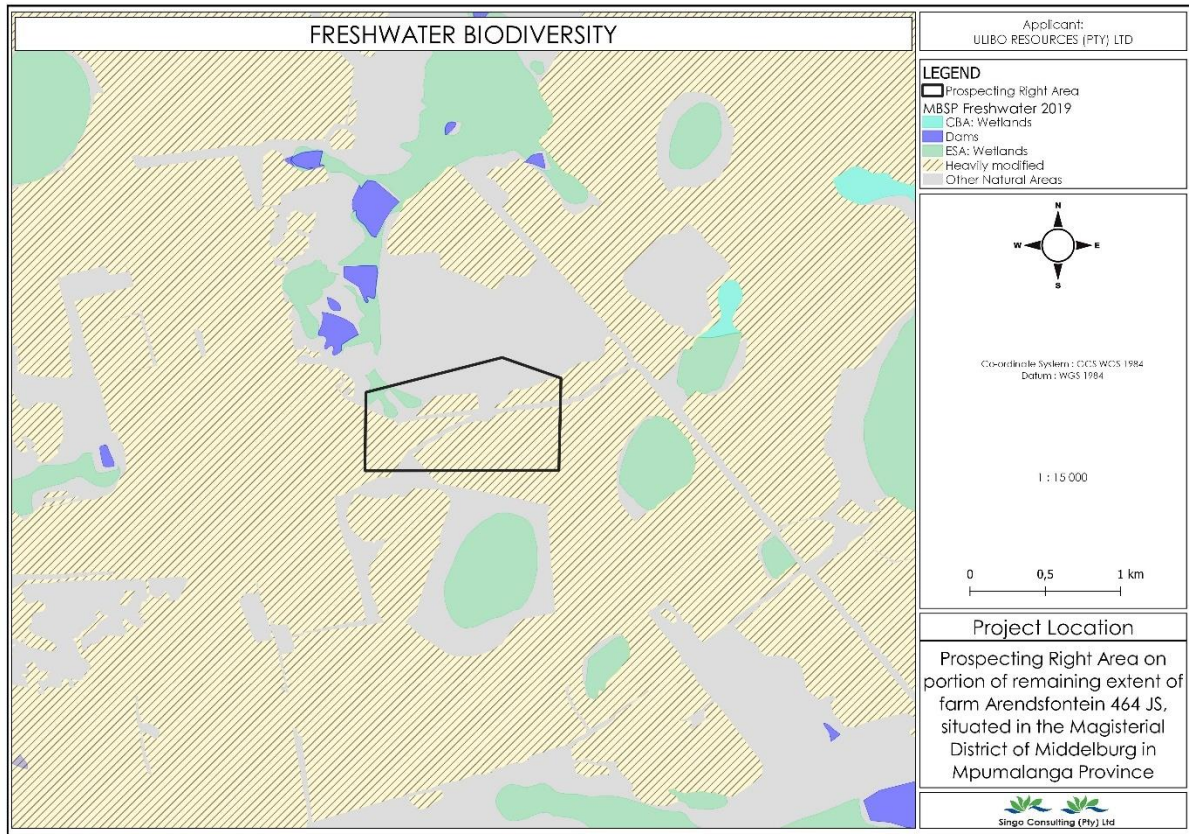 FRESHWATER BIODIVERSITY
Applicant:
ULIBO RESOURCES (PTY) LTD
LEGEND
Prospecting Right Area
MBSP Freshwater 2019
CBA: Wetlands
Dams
ESA: Wetlands
Heavily modified
Other Natural Areas
N
W
E
S
Co-ordinate System : GCS WGS 1984
Datum : WGS 1984
1 : 15 000
0 0,5 1 km
Project Location
Prospecting Right Area on
portion of remaining extent of
farm Arendsfontein 464 JS,
situated in the Magisterial
District of Middelburg in
Mpumalanga Province
Singo Consulting (Pty) Ltd